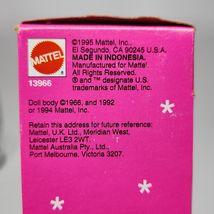 MATTEL
®
13966
©1995 Mattel, Inc.,
El Segundo, CA 90245 U.S.A.
MADE IN INDONESIA.
Manufactured for Mattel.
All Rights Reserved.
® and ™ designate U.S.
trademarks of Mattel, Inc.
Doll body ©1966, and 1992
or 1994 Mattel, Inc.
Retain this address for future reference:
Mattel, U.K. Ltd., Meridian West,
Leicester LE3 2WT.
Mattel Australia Pty., Ltd.,
Port Melbourne, Victoria 3207.